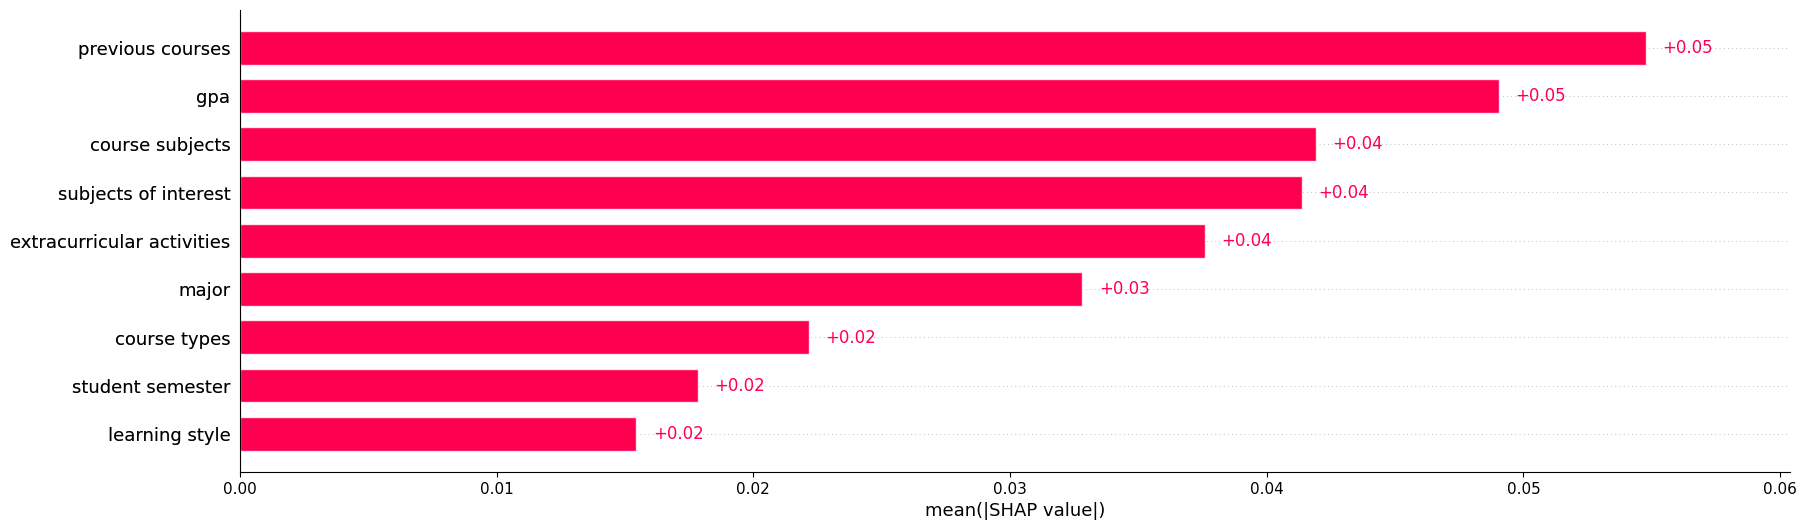 previous courses +0.05
gpa +0.05
course subjects +0.04
subjects of interest +0.04
extracurricular activities +0.04
major +0.03
course types +0.02
student semester +0.02
learning style +0.02
0.00 0.01 0.02 0.03 0.04 0.05 0.06
mean(|SHAP value|)